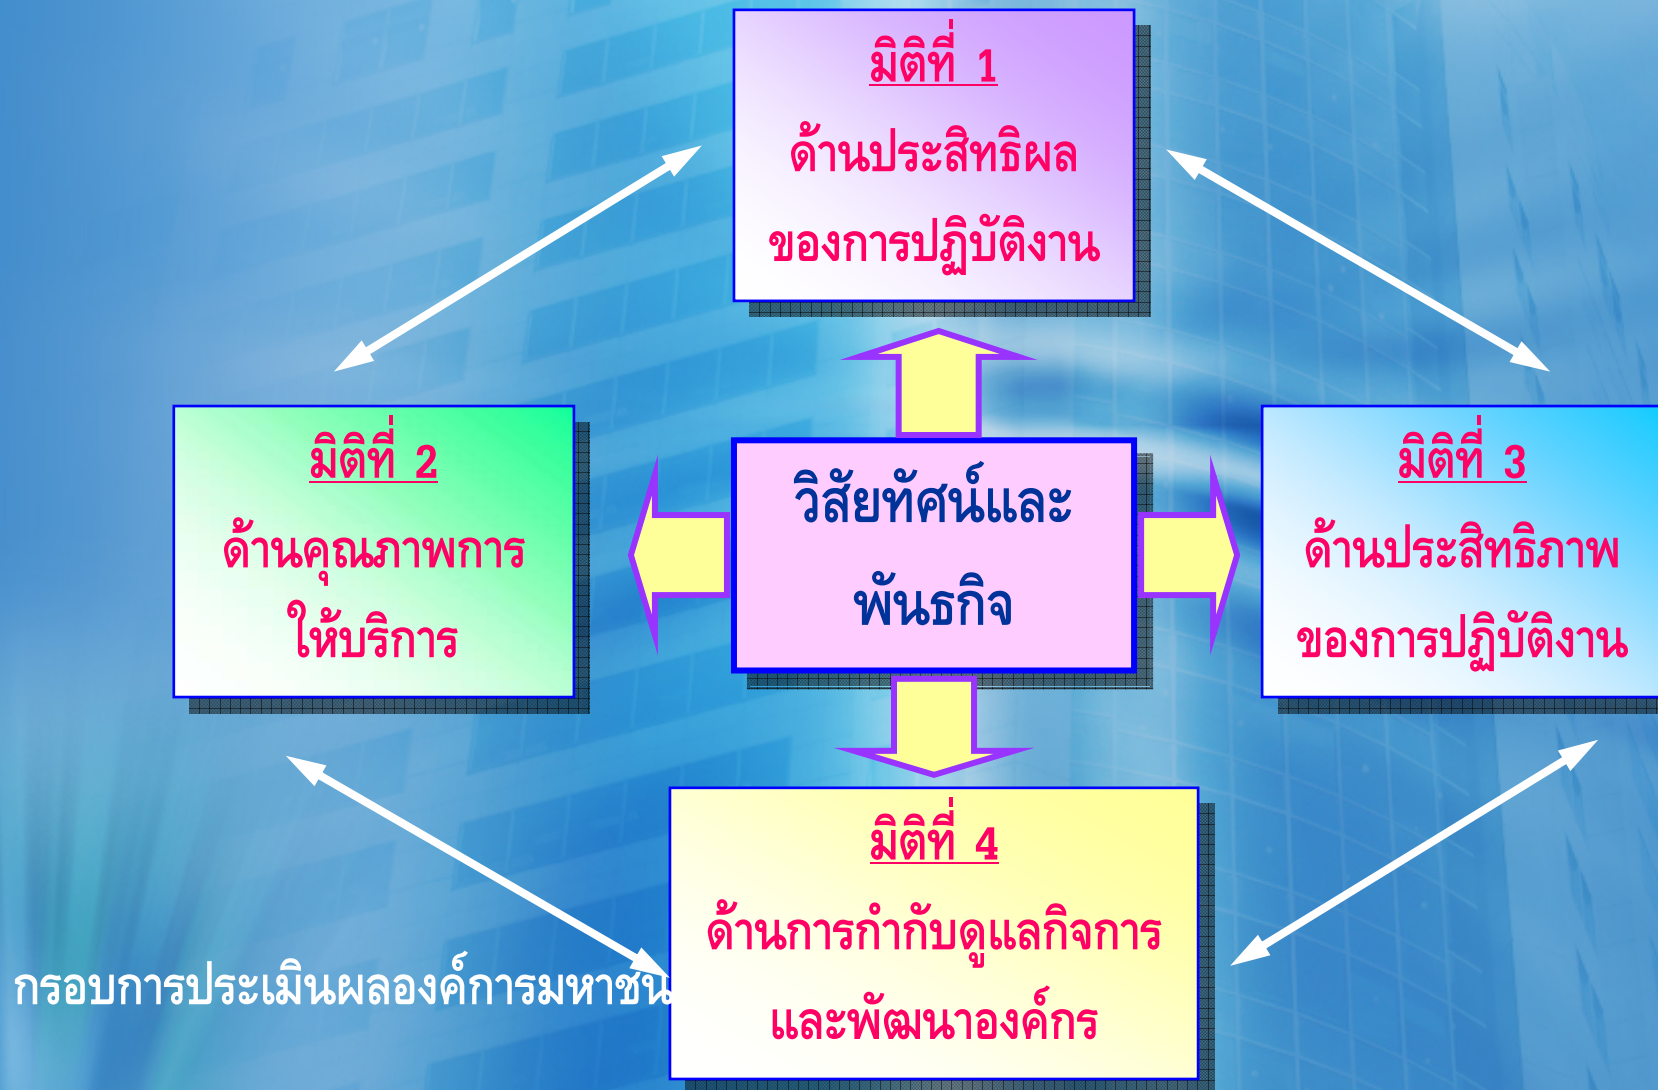 มิติที่ 1
ด้านประสิทธิผล
ของการปฏิบัติงาน
มิติที่ 2
ด้านคุณภาพการ
ให้บริการ
วิสัยทัศน์และ
พันธกิจ
มิติที่ 3
ด้านประสิทธิภาพ
ของการปฏิบัติงาน
มิติที่ 4
ด้านการกำกับดูแลกิจการ
และพัฒนาองค์กร
กรอบการประเมินผลองค์การมหาชน